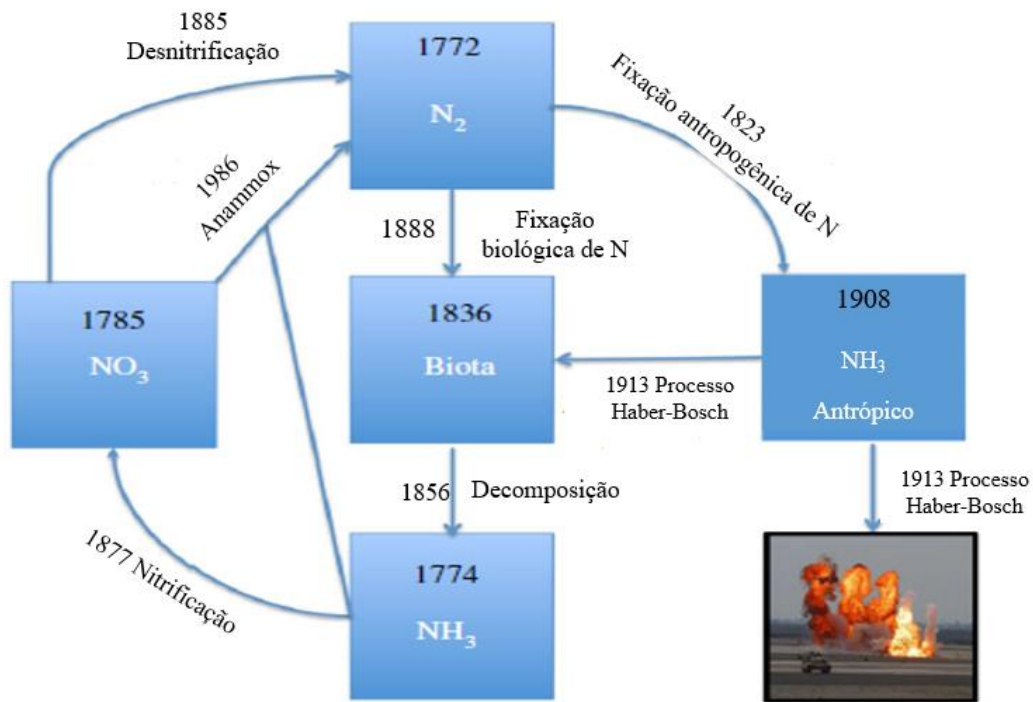 1885
Desnitrificação
1772
N₂
Fixação antropogênica de N
1823
1986
Anammox
1888
Fixação
biológica de N
1785
NO₃
1836
Biota
1908
NH₃
Antrópico
1913 Processo
Haber-Bosch
1856
Decomposição
1913 Processo
Haber-Bosch
1877 Nitrificação
1774
NH₃